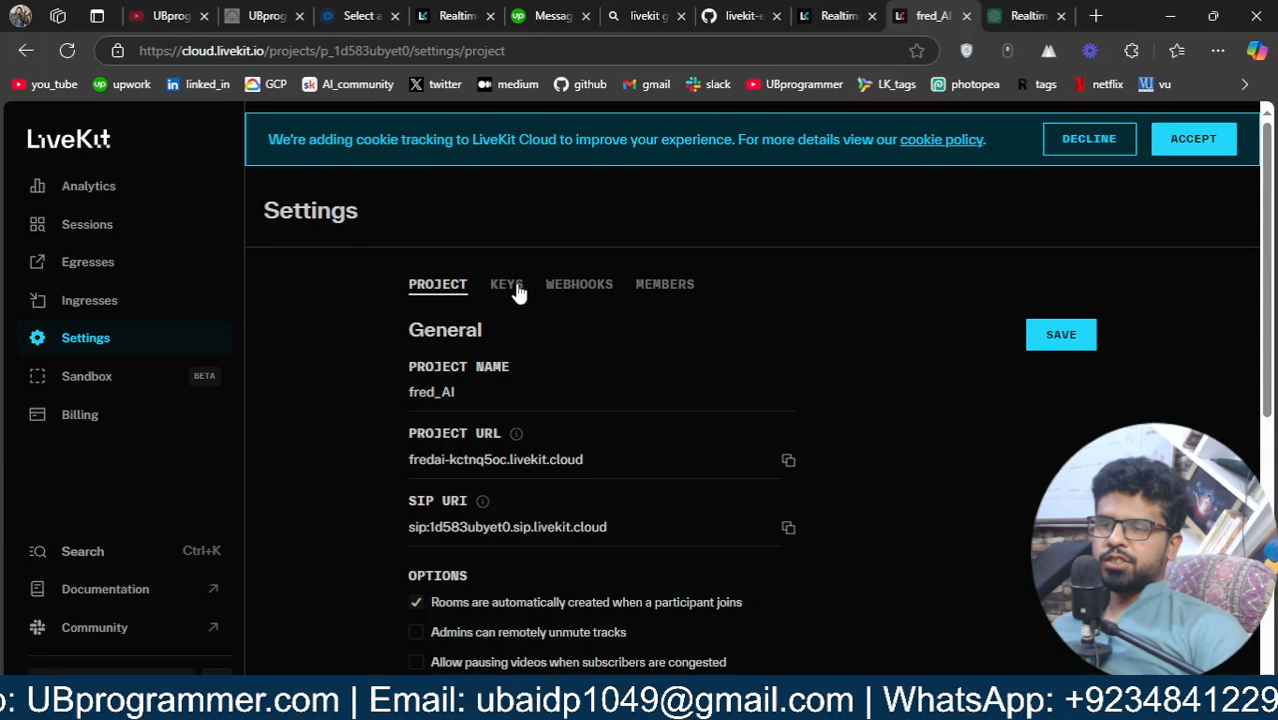 UBprog
UBprog
Select a
Realtim
Messag
livekit g
livekit-e
Realtim
fred_AI
Realtim
https://cloud.livekit.io/projects/p_1d583ubyet0/settings/project
you_tube
upwork
linked_in
GCP
AI_community
twitter
medium
github
gmail
slack
UBprogrammer
LK_tags
photopea
tags
netflix
vu
LiveKit
We're adding cookie tracking to LiveKit Cloud to improve your experience. For more details view our cookie policy.
DECLINE
ACCEPT
Analytics
Sessions
Egresses
Ingresses
Settings
Sandbox
BETA
Billing
Search
Ctrl+K
Documentation
Community
Settings
PROJECT
KEYS
WEBHOOKS
MEMBERS
General
SAVE
PROJECT NAME
fred_AI
PROJECT URL
fredai-kctnq5oc.livekit.cloud
SIP URI
sip:1d583ubyet0.sip.livekit.cloud
OPTIONS
Rooms are automatically created when a participant joins
Admins can remotely unmute tracks
Allow pausing videos when subscribers are congested
o: UBprogrammer.com | Email: ubaidp1049@gmail.com | WhatsApp: +9234841229